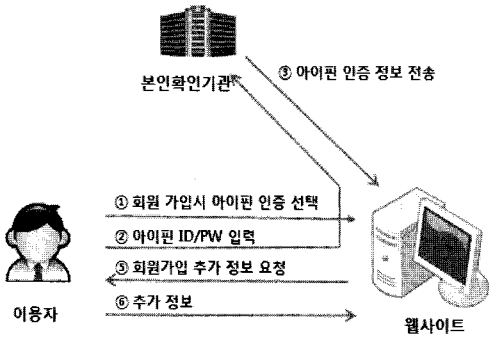 본인확인기관
③ 아이핀 인증 정보 전송
① 회원 가입시 아이핀 인증 선택
② 아이핀 ID/PW 입력
⑤ 회원가입 추가 정보 요청
⑥ 추가 정보
이용자
웹사이트